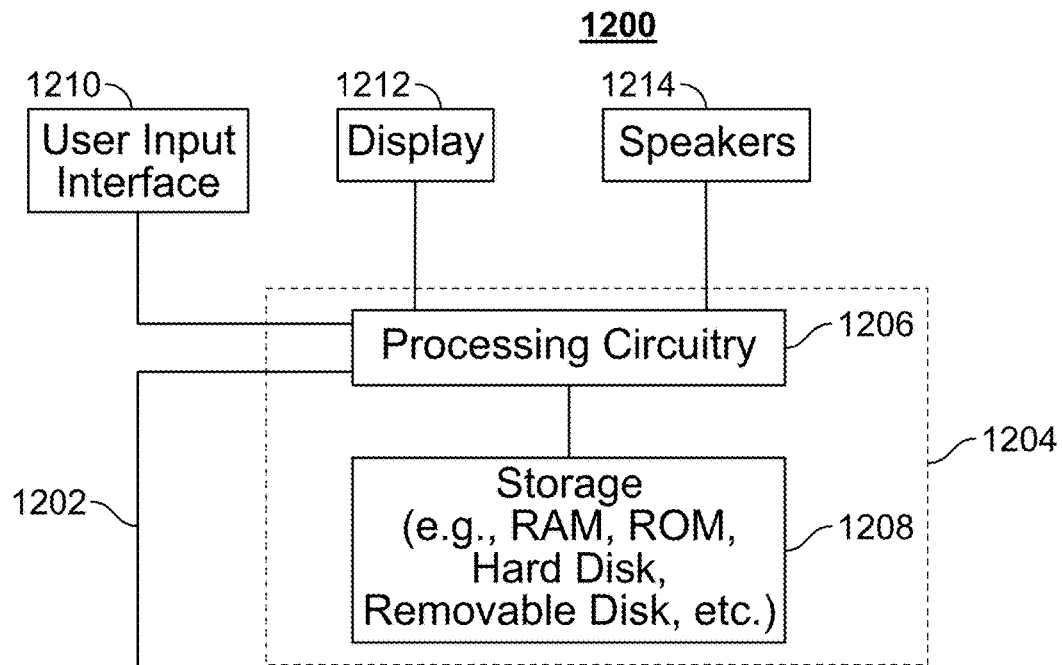 1200
1210
User Input
Interface
1212
Display
1214
Speakers
Processing Circuitry
1206
1204
1202
Storage
(e.g., RAM, ROM,
Hard Disk,
Removable Disk, etc.)
1208